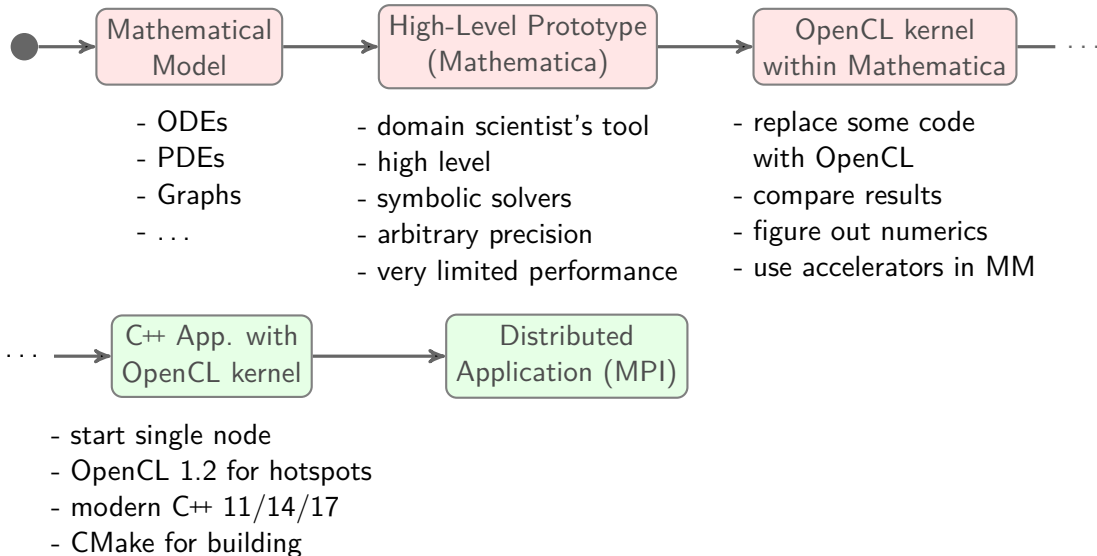 Mathematical
Model
High-Level Prototype
(Mathematica)
OpenCL kernel
within Mathematica
. . .
- ODEs
- PDEs
- Graphs
- . . .
- domain scientist's tool
- high level
- symbolic solvers
- arbitrary precision
- very limited performance
- replace some code
with OpenCL
- compare results
- figure out numerics
- use accelerators in MM
. . .
C++ App. with
OpenCL kernel
Distributed
Application (MPI)
- start single node
- OpenCL 1.2 for hotspots
- modern C++ 11/14/17
- CMake for building